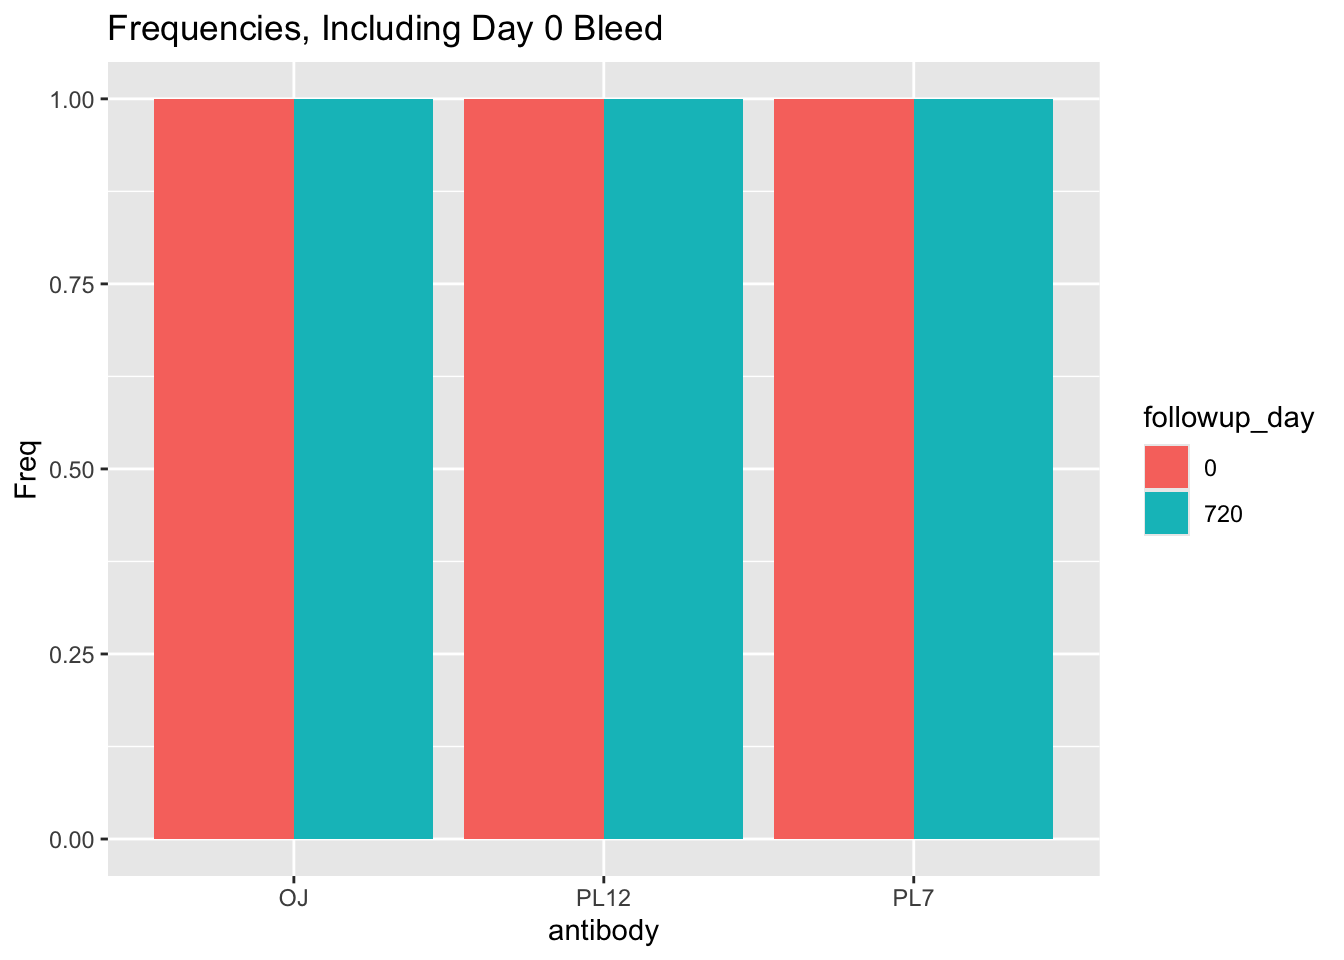 Frequencies, Including Day 0 Bleed
1.00
0.75
0.50
0.25
0.00
Freq
OJ
PL12
PL7
antibody
followup_day
0
720